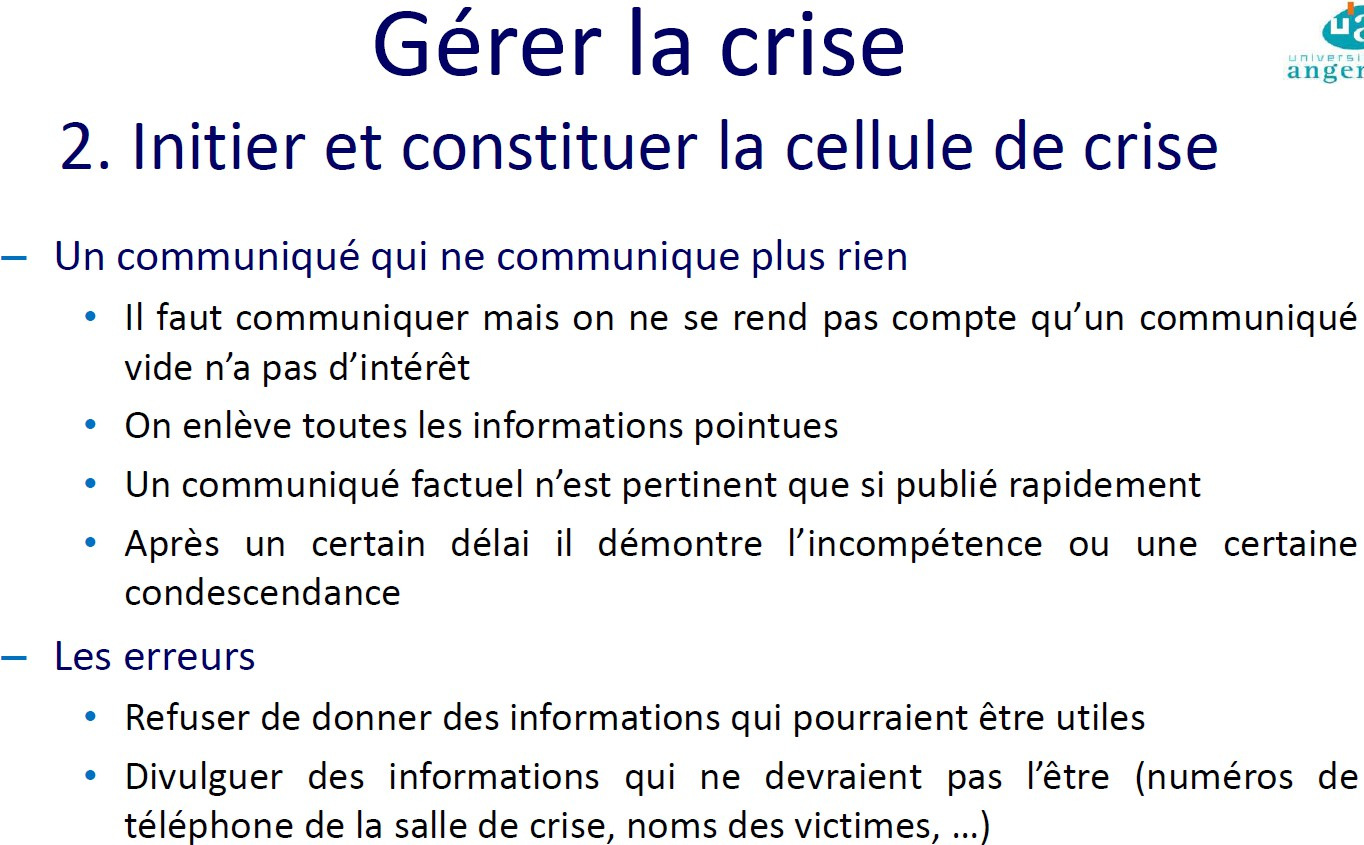 Gérer la crise
2. Initier et constituer la cellule de crise
– Un communiqué qui ne communique plus rien
• Il faut communiquer mais on ne se rend pas compte qu’un communiqué
vide n’a pas d’intérêt
• On enlève toutes les informations pointues
• Un communiqué factuel n’est pertinent que si publié rapidement
• Après un certain délai il démontre l’incompétence ou une certaine
condescendance
– Les erreurs
• Refuser de donner des informations qui pourraient être utiles
• Divulguer des informations qui ne devraient pas l’être (numéros de
téléphone de la salle de crise, noms des victimes, …)